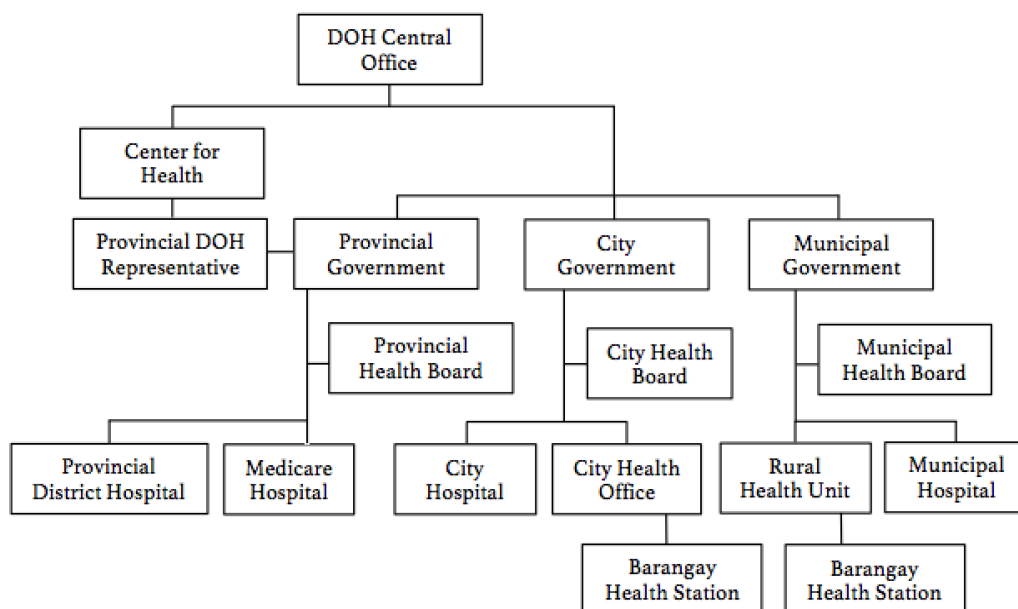 DOH Central
Office
Center for
Health
Provincial DOH
Representative
Provincial
Government
City
Government
Municipal
Government
Provincial
Health Board
City Health
Board
Municipal
Health Board
Provincial
District Hospital
Medicare
Hospital
City
Hospital
City Health
Office
Rural
Health Unit
Municipal
Hospital
Barangay
Health Station
Barangay
Health Station